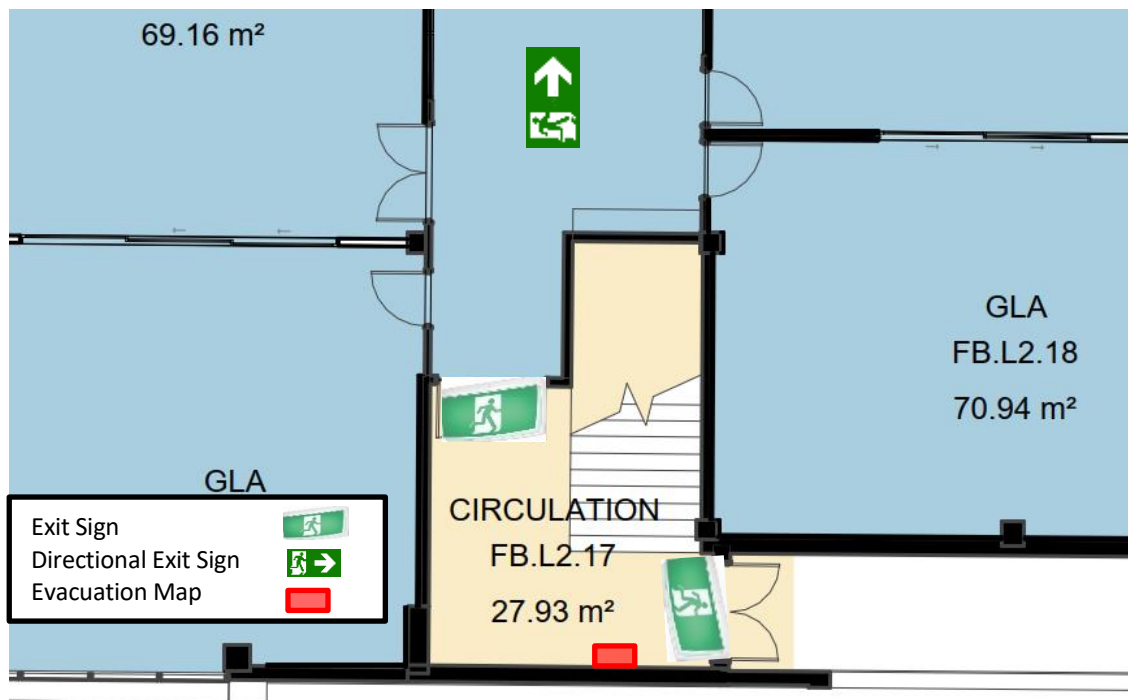 69.16 m²
GLA
FB.L2.18
70.94 m²
GLA
CIRCULATION
FB.L2.17
27.93 m²
Exit Sign
Directional Exit Sign
Evacuation Map